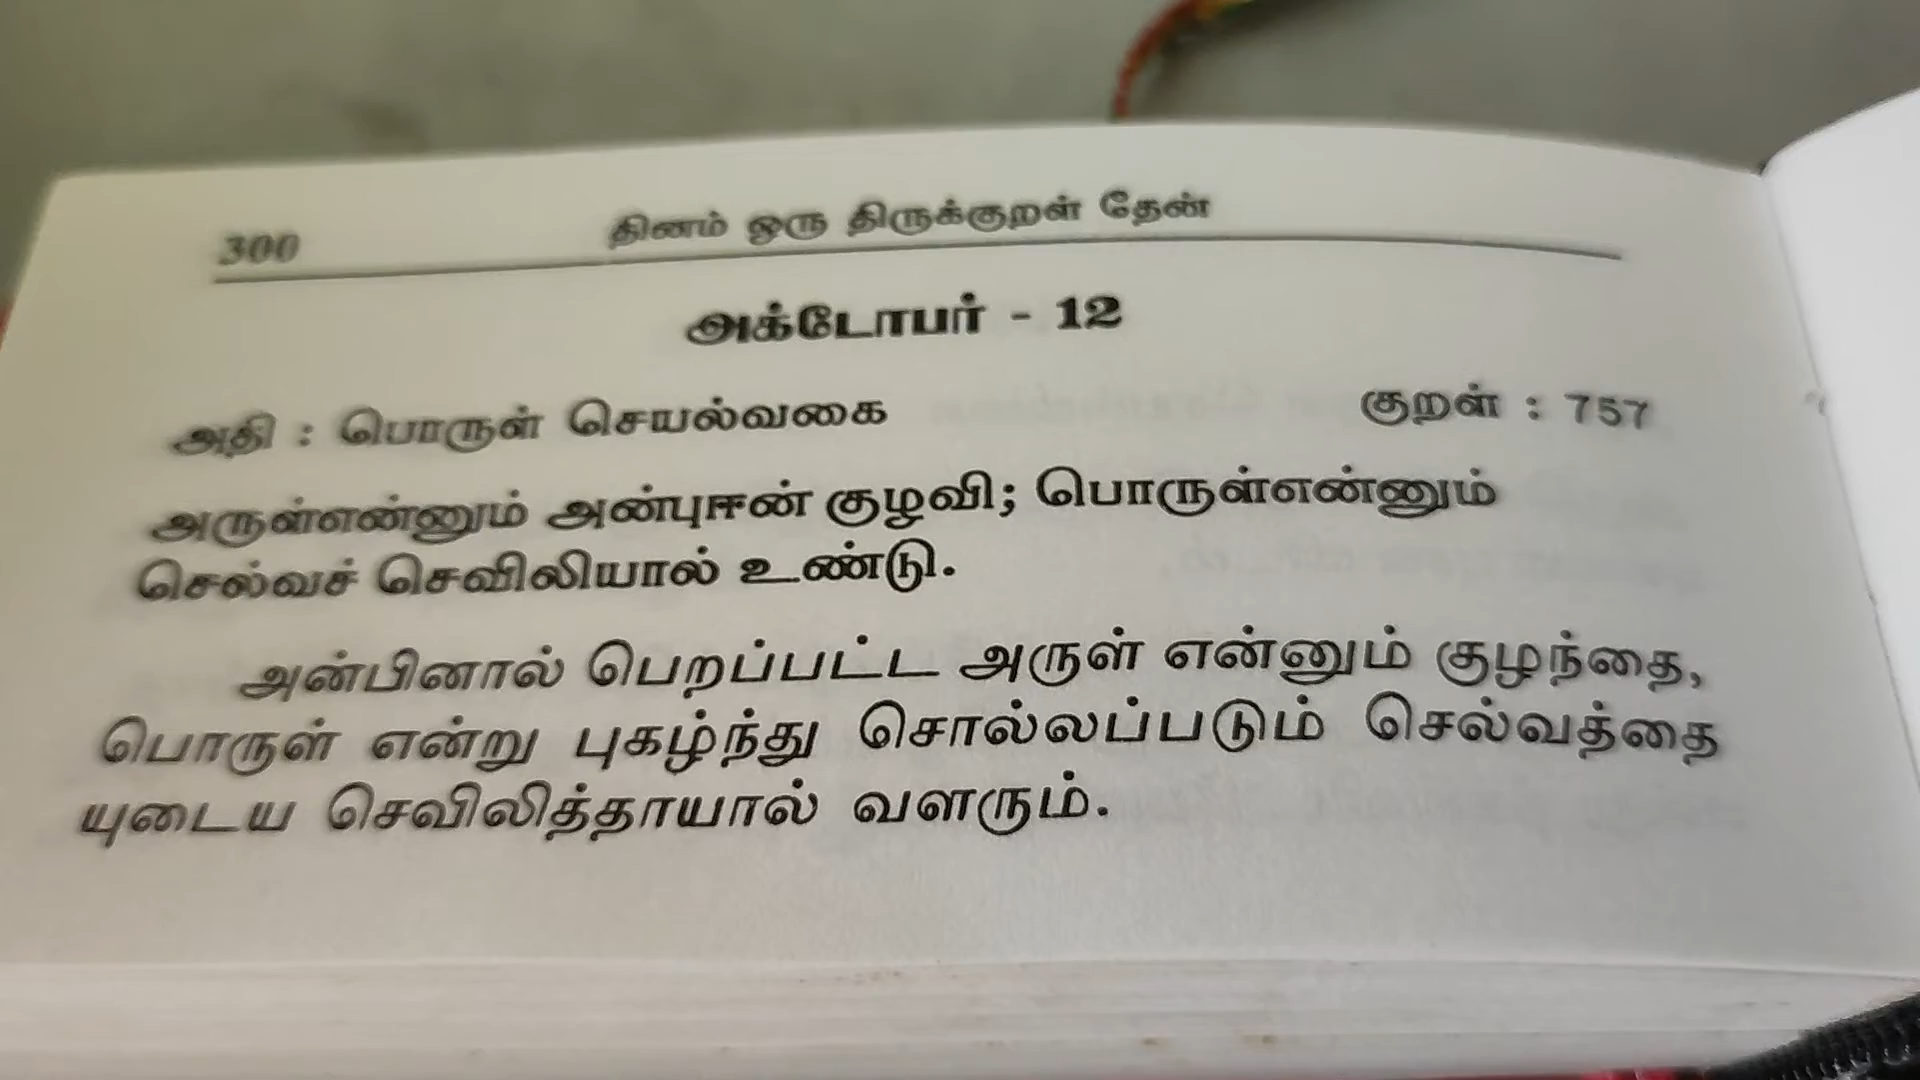 300 தினம் ஒரு திருக்குறள் தேன்
அக்டோபர் - 12
அதி : பொருள் செயல்வகை குறள் : 757
அருள்என்னும் அன்புஈன் குழவி; பொருள்என்னும்
செல்வச் செவிலியால் உண்டு.
அன்பினால் பெறப்பட்ட அருள் என்னும் குழந்தை,
பொருள் என்று புகழ்ந்து சொல்லப்படும் செல்வத்தை
யுடைய செவிலித்தாயால் வளரும்.